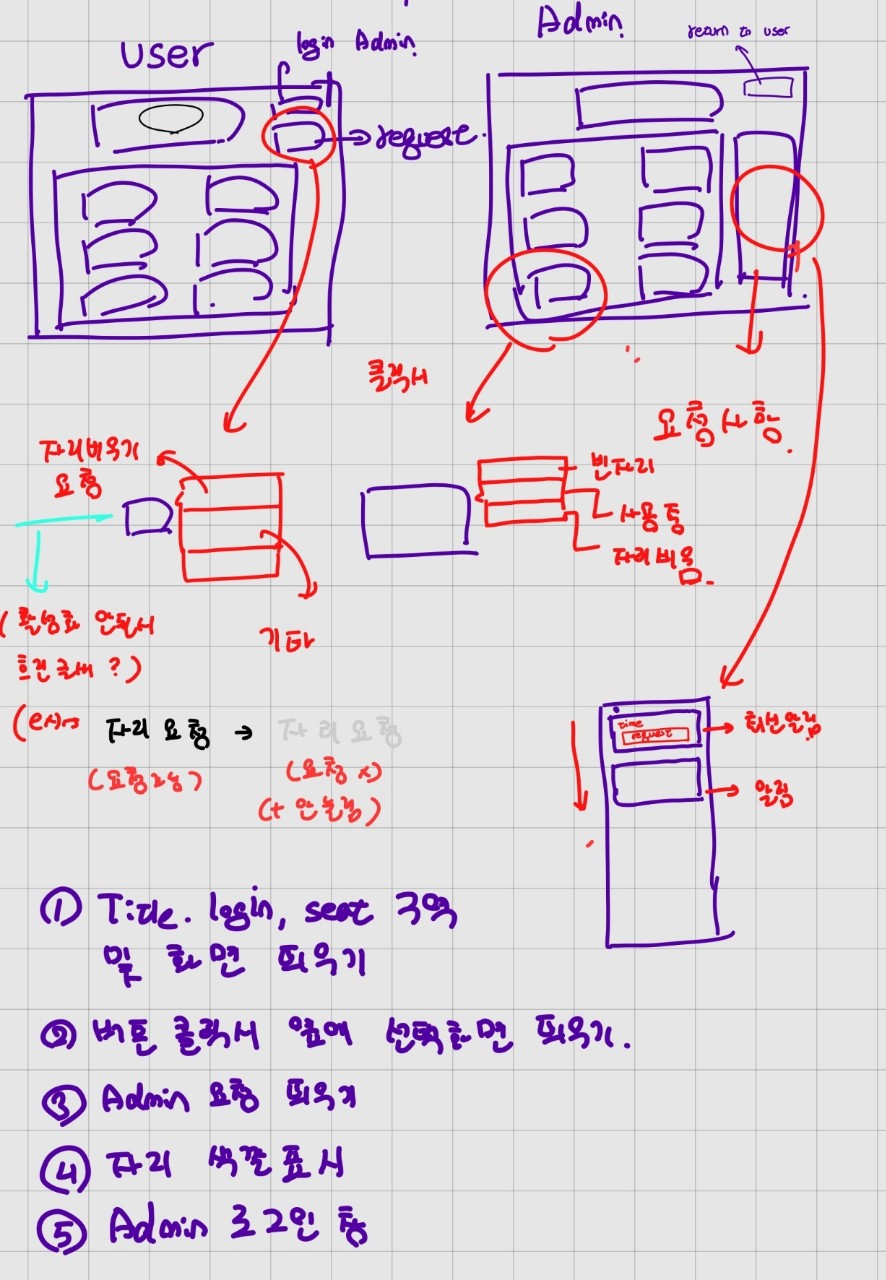 user
login Admin
request
Admin
return to user
클릭시
요청사항
자리비우기
요청
빈자리
사용중
자리비움
기타
(활성화 안될시
흐린글씨?)
자리 요청 → 자리 요청
(요청가능)
(요청 x)
(+ 안눌림)
time
request
최신알림
알림
① Title. login, seat 구역
및 화면 띄우기
② 버튼 클릭시 옆에 선택화면 띄우기.
③ Admin 요청 띄우기
④ 자리 색깔 표시
⑤ Admin 로그인 창